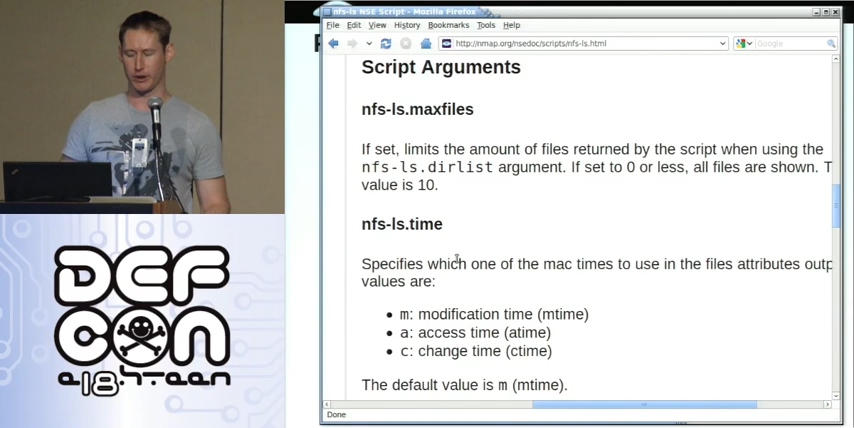 nfs-ls NSE Script - Mozilla Firefox
File Edit View History Bookmarks Tools Help
http://nmap.org/nsedoc/scripts/nfs-ls.html
Google
Script Arguments
nfs-ls.maxfiles
If set, limits the amount of files returned by the script when using the
nfs-ls.dirlist argument. If set to 0 or less, all files are shown. T
value is 10.
nfs-ls.time
Specifies which one of the mac times to use in the files attributes outp
values are:
m: modification time (mtime)
a: access time (atime)
c: change time (ctime)
The default value is m (mtime).
Done
DEF
CON
e18.hteen